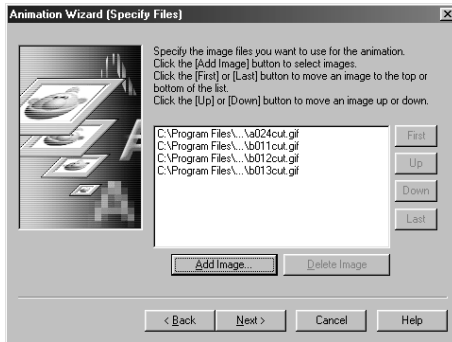 Animation Wizard (Specify Files)
Specify the image files you want to use for the animation.
Click the [Add Image] button to select images.
Click the [First] or [Last] button to move an image to the top or
bottom of the list.
Click the [Up] or [Down] button to move an image up or down.
C:\Program Files\...\a024cut.gif
C:\Program Files\...\b011cut.gif
C:\Program Files\...\b012cut.gif
C:\Program Files\...\b013cut.gif
First
Up
Down
Last
Add Image...
Delete Image
< Back
Next >
Cancel
Help